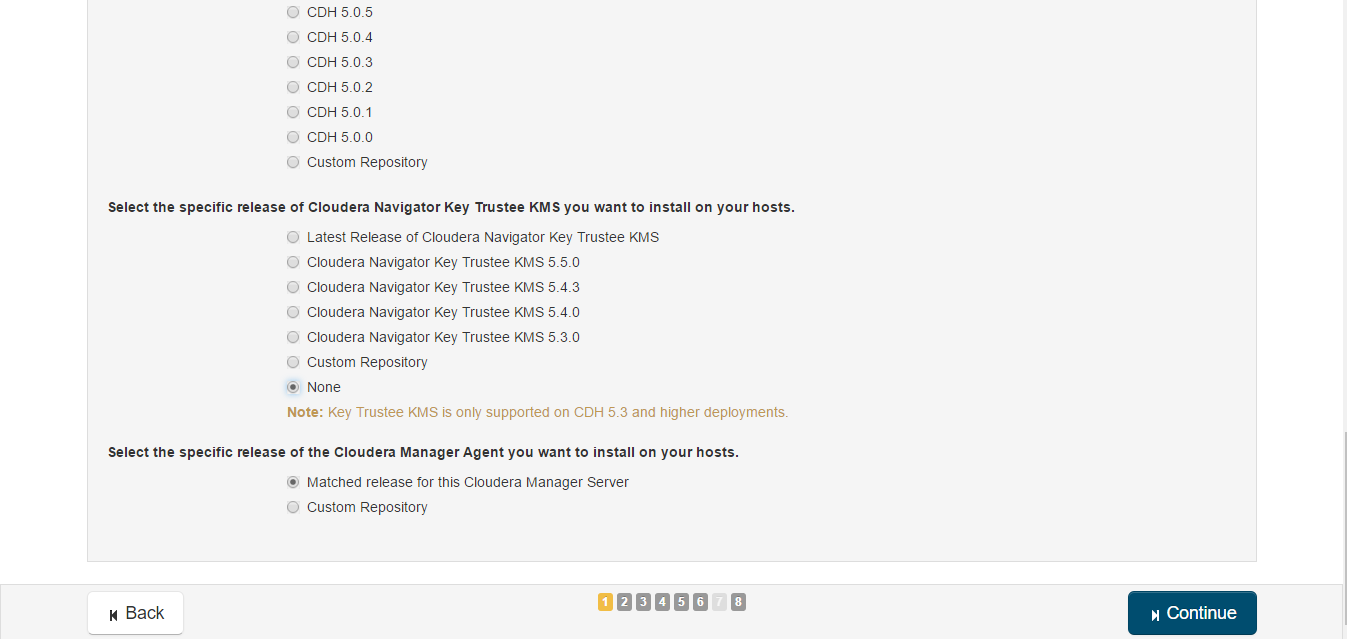 CDH 5.0.5
CDH 5.0.4
CDH 5.0.3
CDH 5.0.2
CDH 5.0.1
CDH 5.0.0
Custom Repository
Select the specific release of Cloudera Navigator Key Trustee KMS you want to install on your hosts.
Latest Release of Cloudera Navigator Key Trustee KMS
Cloudera Navigator Key Trustee KMS 5.5.0
Cloudera Navigator Key Trustee KMS 5.4.3
Cloudera Navigator Key Trustee KMS 5.4.0
Cloudera Navigator Key Trustee KMS 5.3.0
Custom Repository
None
Note: Key Trustee KMS is only supported on CDH 5.3 and higher deployments.
Select the specific release of the Cloudera Manager Agent you want to install on your hosts.
Matched release for this Cloudera Manager Server
Custom Repository
Back 1 2 3 4 5 6 7 8 Continue